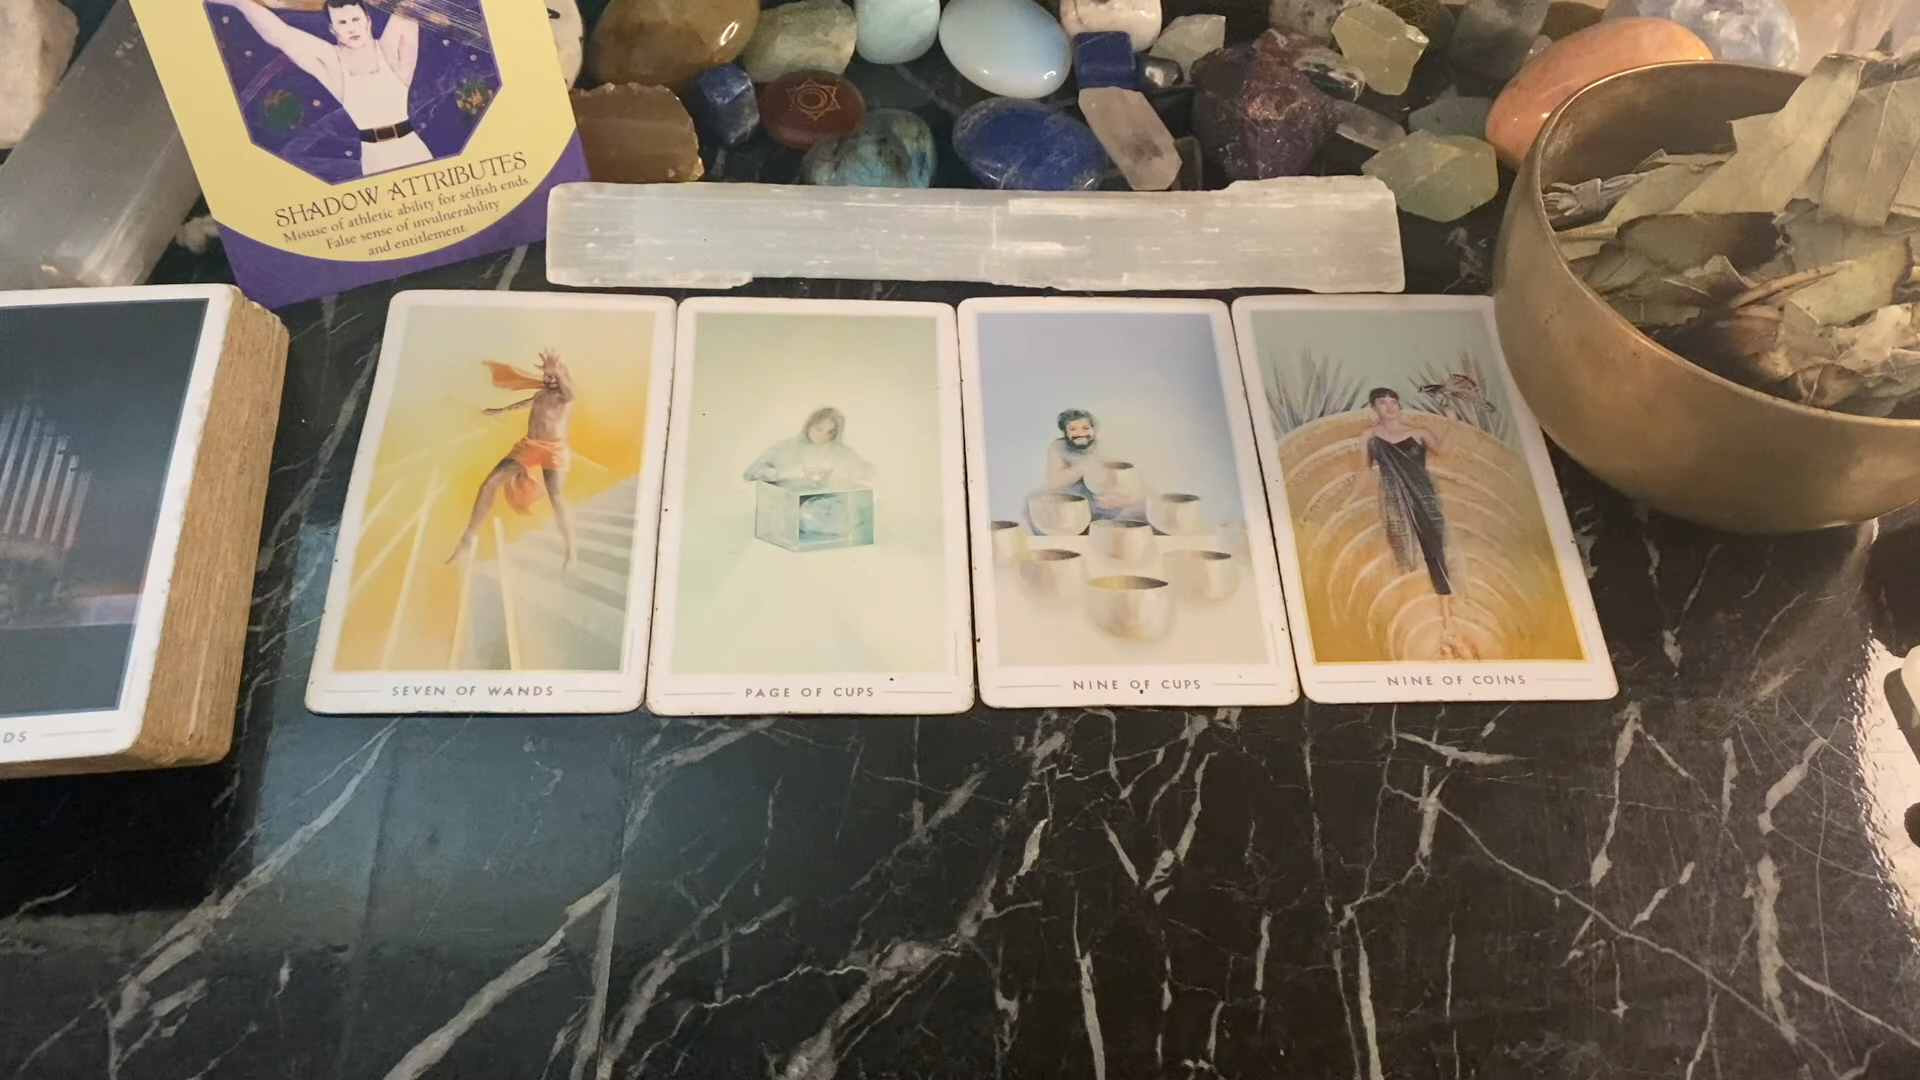 SHADOW ATTRIBUTES
Misuse of athletic ability for selfish ends.
False sense of invulnerability
and entitlement.
SEVEN OF WANDS
PAGE OF CUPS
NINE OF CUPS
NINE OF COINS
DS